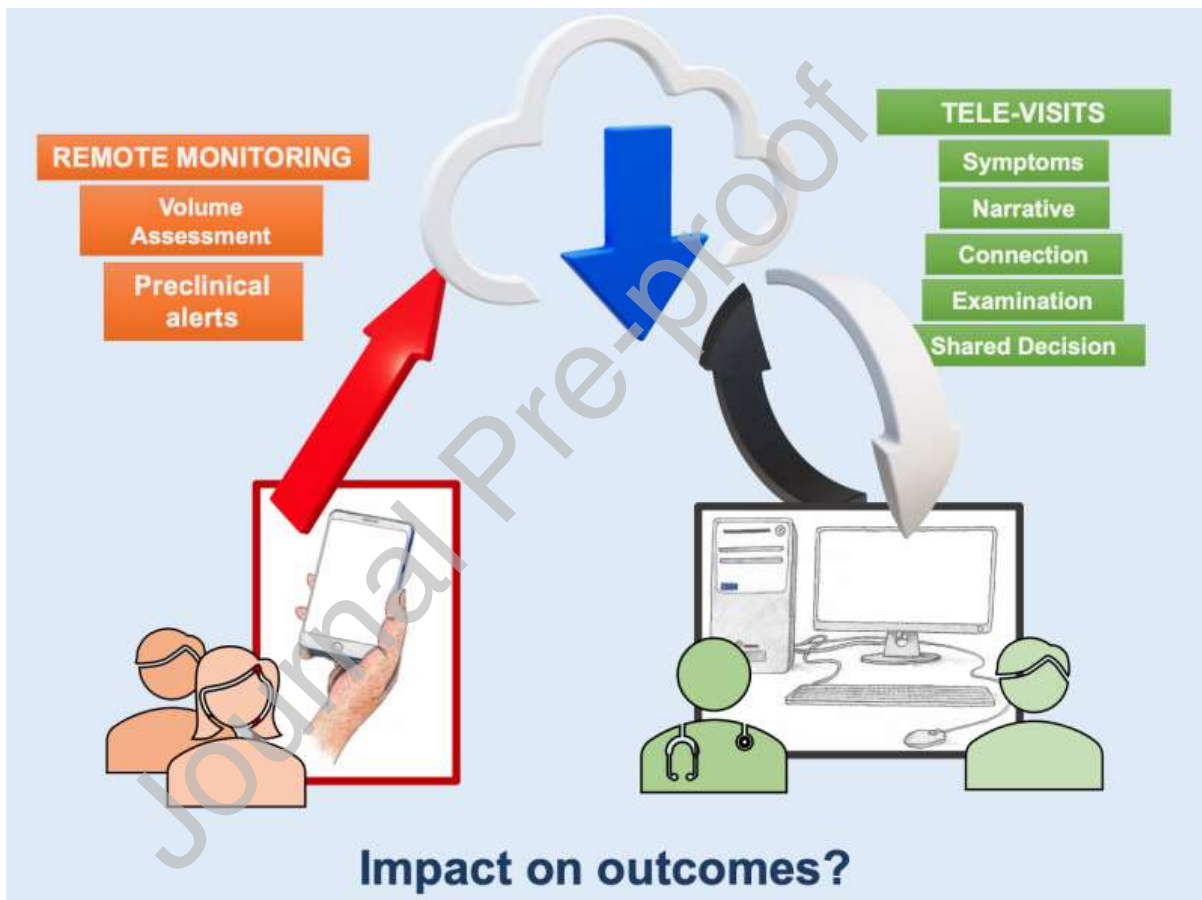 REMOTE MONITORING
Volume
Assessment
Preclinical
alerts
TELE-VISITS
Symptoms
Narrative
Connection
Examination
Shared Decision
Journal Pre-proof
Impact on outcomes?